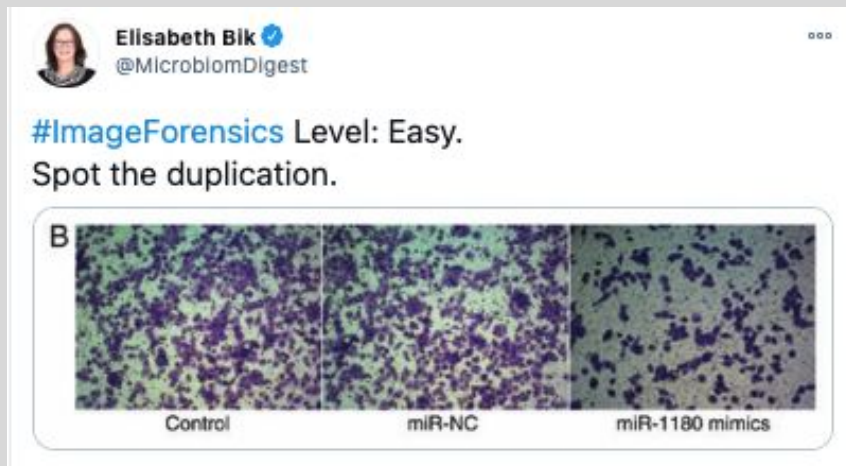 Elisabeth Bik
@MicrobiomDigest
#ImageForensics Level: Easy.
Spot the duplication.
B
Control miR-NC miR-1180 mimics